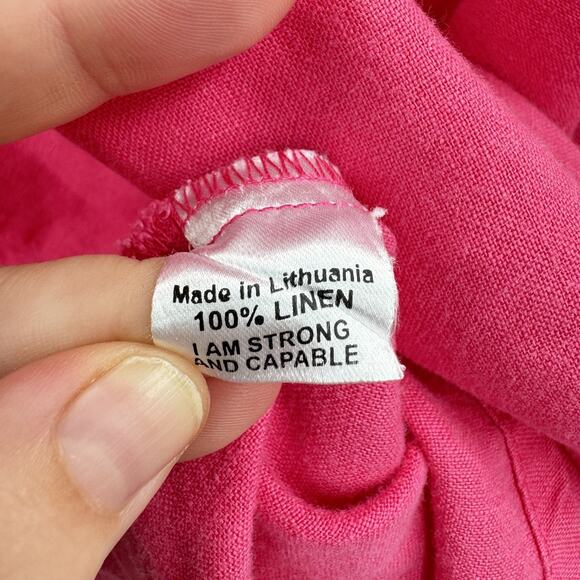 Made in Lithuania
100% LINEN
I AM STRONG
AND CAPABLE